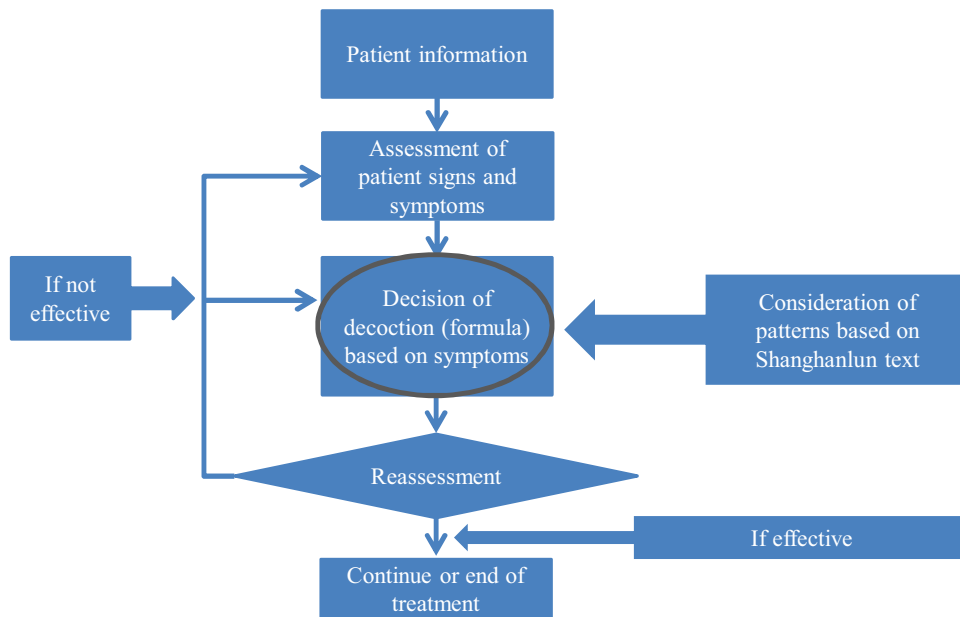 Patient information
Assessment of
patient signs and
symptoms
If not
effective
Decision of
decoction (formula)
based on symptoms
Consideration of
patterns based on
Shanghanlun text
Reassessment
If effective
Continue or end of
treatment